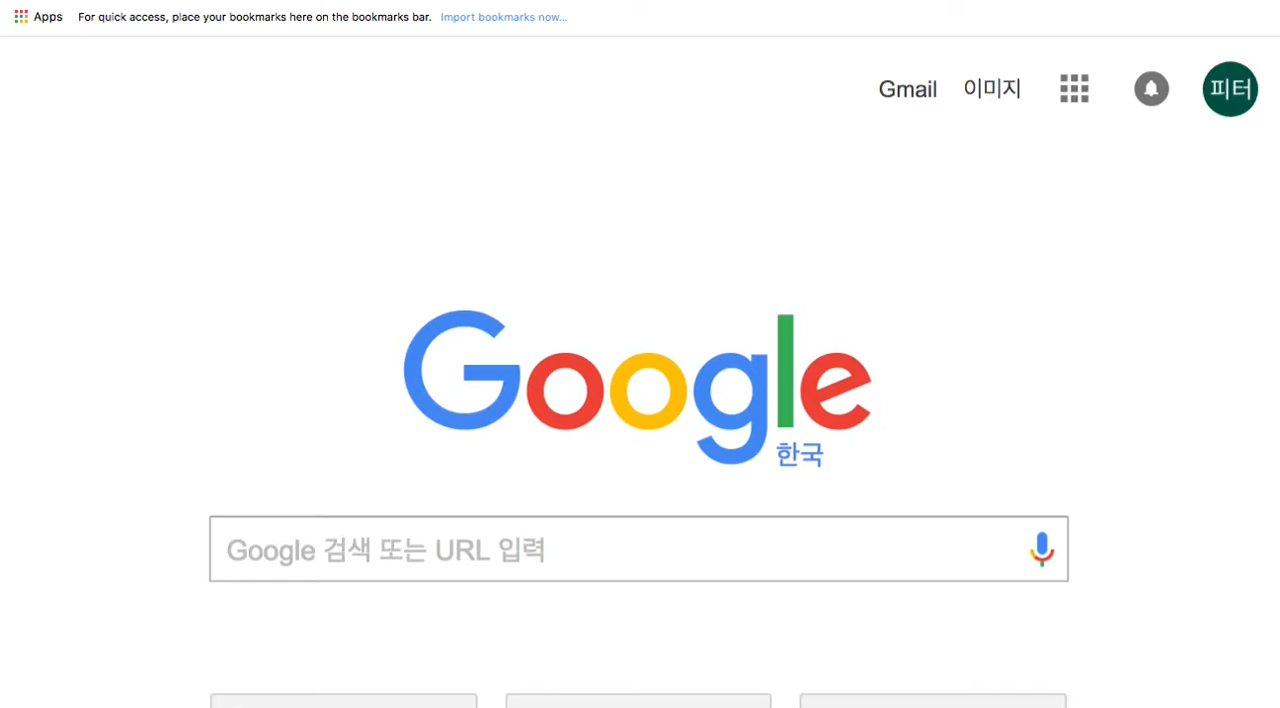 Apps For quick access, place your bookmarks here on the bookmarks bar. Import bookmarks now...
Gmail 이미지 피터
Google
한국
Google 검색 또는 URL 입력